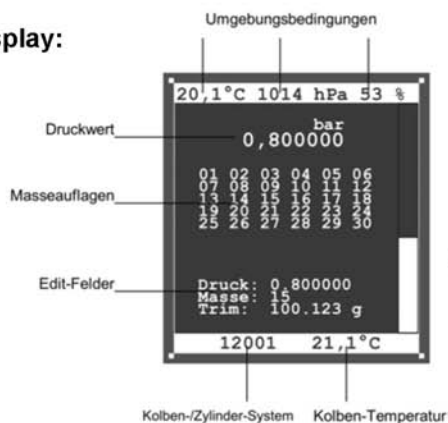 Umgebungsbedingungen
splay:
20,1°C 1014 hPa 53 %
bar
Druckwert
0,800000
01 02 03 04 05 06
07 08 09 10 11 12
Masseauflagen
13 14 15 16 17 18
19 20 21 22 23 24
25 26 27 28 29 30
Edit-Felder
Druck: 0,800000
Masse: 15
Trim: 100.123 g
12001 21,1°C
Kolben-/Zylinder-System Kolben-Temperatur